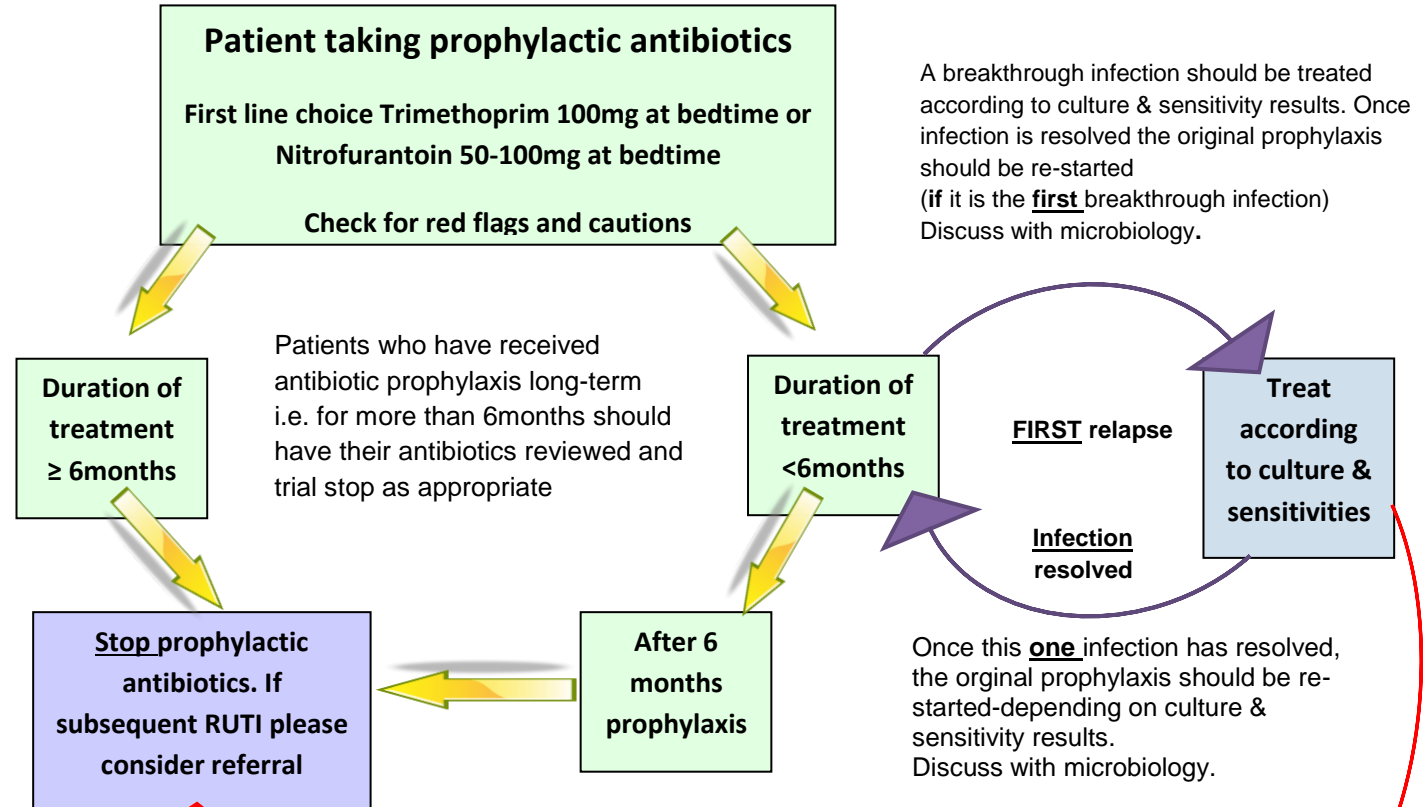 Patient taking prophylactic antibiotics
First line choice Trimethoprim 100mg at bedtime or
Nitrofurantoin 50-100mg at bedtime
Check for red flags and cautions
A breakthrough infection should be treated
according to culture & sensitivity results. Once
infection is resolved the original prophylaxis
should be re-started
(if it is the first breakthrough infection)
Discuss with microbiology.
Duration of
treatment
≥ 6months
Patients who have received
antibiotic prophylaxis long-term
i.e. for more than 6months should
have their antibiotics reviewed and
trial stop as appropriate
Duration of
treatment
<6months
FIRST relapse
Infection
resolved
Treat
according
to culture &
sensitivities
Stop prophylactic
antibiotics. If
subsequent RUTI please
consider referral
After 6
months
prophylaxis
Once this one infection has resolved,
the orginal prophylaxis should be re-
started-depending on culture &
sensitivity results.
Discuss with microbiology.